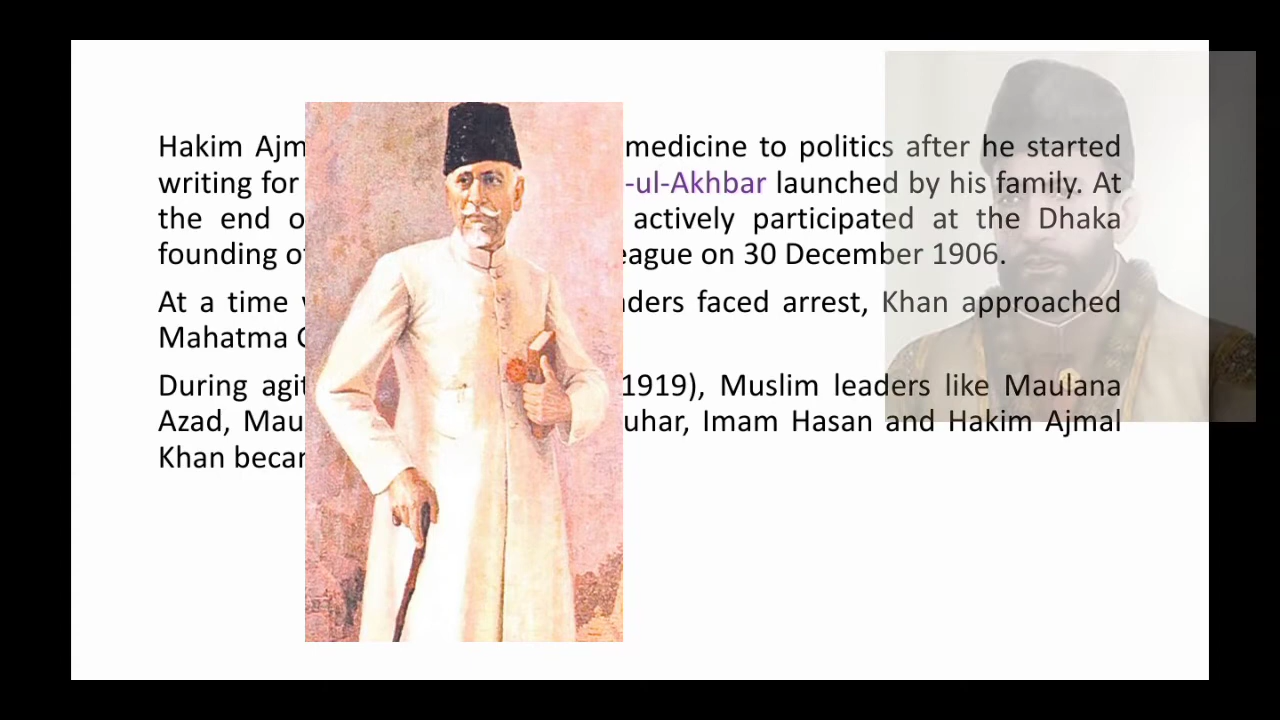 Hakim Ajm medicine to politics after he started
writing for -ul-Akhbar launched by his family. At
the end o actively participated at the Dhaka
founding of eague on 30 December 1906.
At a time aders faced arrest, Khan approached
Mahatma
During agit 1919), Muslim leaders like Maulana
Azad, Mau uhar, Imam Hasan and Hakim Ajmal
Khan becam